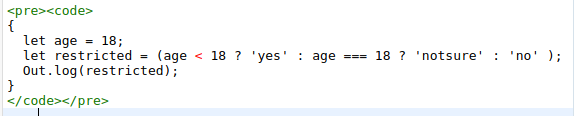 <pre><code>
{
  let age = 18;
  let restricted = (age < 18 ? 'yes' : age === 18 ? 'notsure' : 'no' );
  Out.log(restricted);
}
</code></pre>